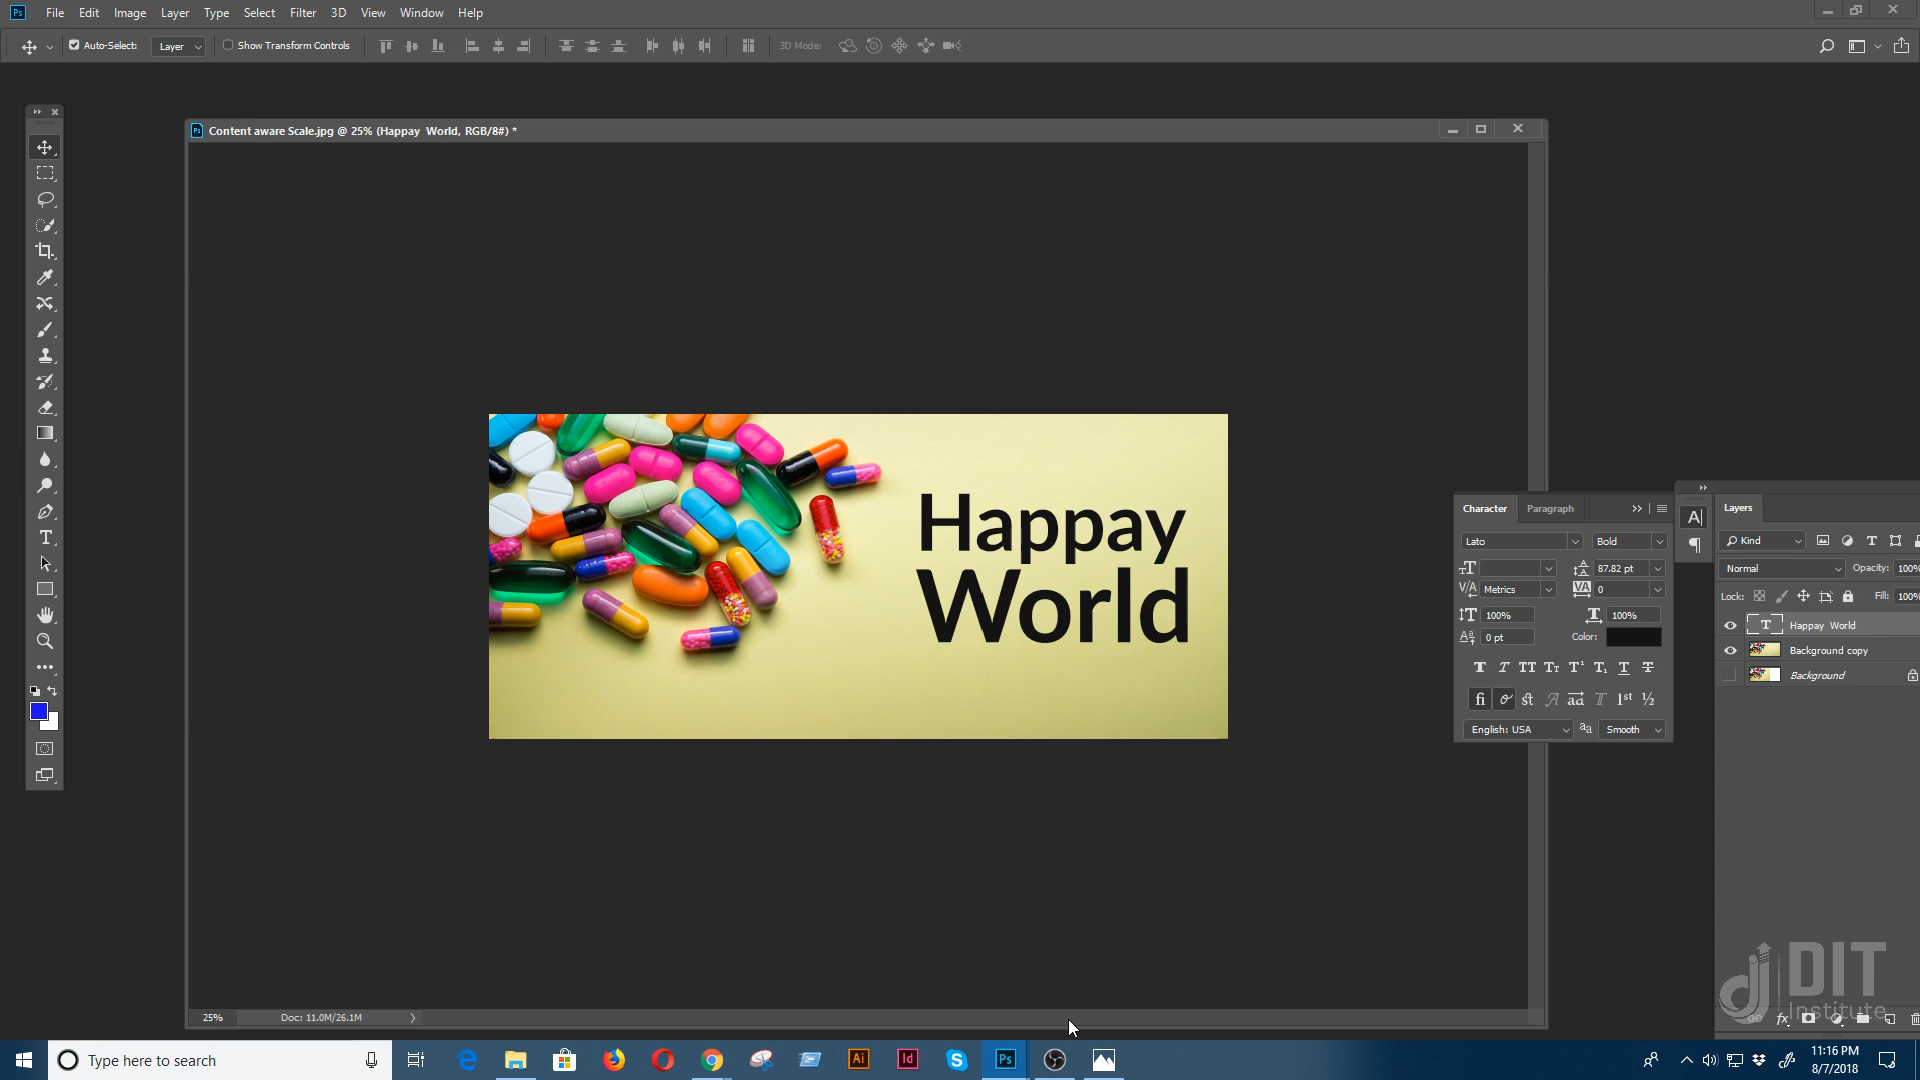 Ps File Edit Image Layer Type Select Filter 3D View Window Help
Auto-Select: Layer Show Transform Controls 3D Mode:
Content aware Scale.jpg @ 25% (Happay World, RGB/8#) *
Happay
World
Character Paragraph
Lato Bold
87.82 pt
Metrics 0
100% 100%
0 pt Color:
English: USA Smooth
Layers
Kind
Normal Opacity: 100%
Lock: Fill: 100%
Happay World
Background copy
Background
DIT
Institute
25% Doc: 11.0M/26.1M
Type here to search
Ai Id Ps
11:16 PM
8/7/2018